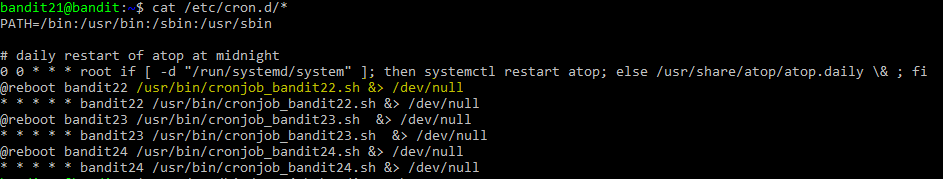 bandit21@bandit:~$ cat /etc/cron.d/*
PATH=/bin:/usr/bin:/sbin:/usr/sbin
# daily restart of atop at midnight
0 0 * * * root if [ -d "/run/systemd/system" ]; then systemctl restart atop; else /usr/share/atop/atop.daily \& ; fi
@reboot bandit22 /usr/bin/cronjob_bandit22.sh &> /dev/null
* * * * * bandit22 /usr/bin/cronjob_bandit22.sh &> /dev/null
@reboot bandit23 /usr/bin/cronjob_bandit23.sh  &> /dev/null
* * * * * bandit23 /usr/bin/cronjob_bandit23.sh  &> /dev/null
@reboot bandit24 /usr/bin/cronjob_bandit24.sh &> /dev/null
* * * * * bandit24 /usr/bin/cronjob_bandit24.sh &> /dev/null